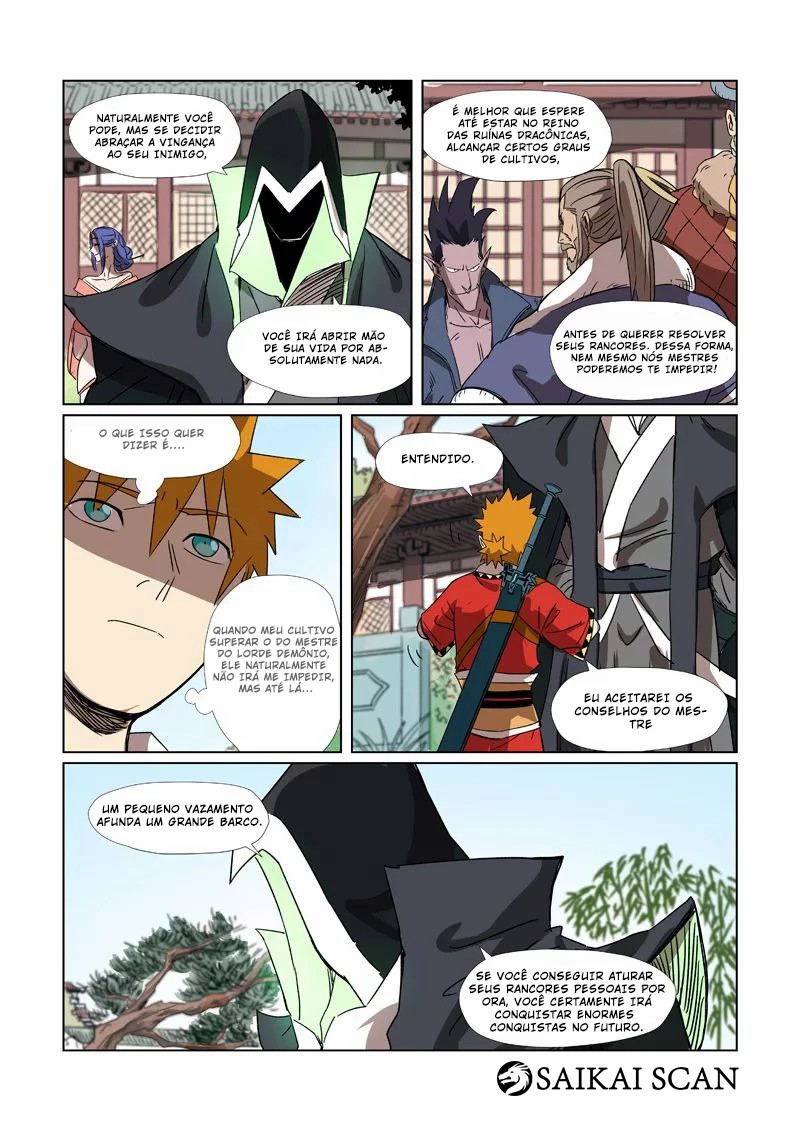 NATURALMENTE VOCÊ
PODE, MAS SE DECIDIR
ABRAÇAR A VINGANÇA
AO SEU INIMIGO,
VOCÊ IRÁ ABRIR MÃO
DE SUA VIDA POR AB-
SOLUTAMENTE NADA.
É MELHOR QUE ESPERE
ATÉ ESTAR NO REINO
DAS RUÍNAS DRACÔNICAS,
ALCANÇAR CERTOS GRAUS
DE CULTIVOS,
ANTES DE QUERER RESOLVER
SEUS RANCORES. DESSA FORMA,
NEM MESMO NÓS MESTRES
PODEREMOS TE IMPEDIR!
O QUE ISSO QUER
DIZER É....
QUANDO MEU CULTIVO
SUPERAR O DO MESTRE
DO LORDE DEMÔNIO,
ELE NATURALMENTE
NÃO IRÁ ME IMPEDIR,
MAS ATÉ LÁ...
ENTENDIDO.
EU ACEITAREI OS
CONSELHOS DO MES-
TRE
UM PEQUENO VAZAMENTO
AFUNDA UM GRANDE BARCO.
SE VOCÊ CONSEGUIR ATURAR
SEUS RANCORES PESSOAIS POR
ORA, VOCÊ CERTAMENTE IRÁ
CONQUISTAR ENORMES
CONQUISTAS NO FUTURO.
SAIKAI SCAN